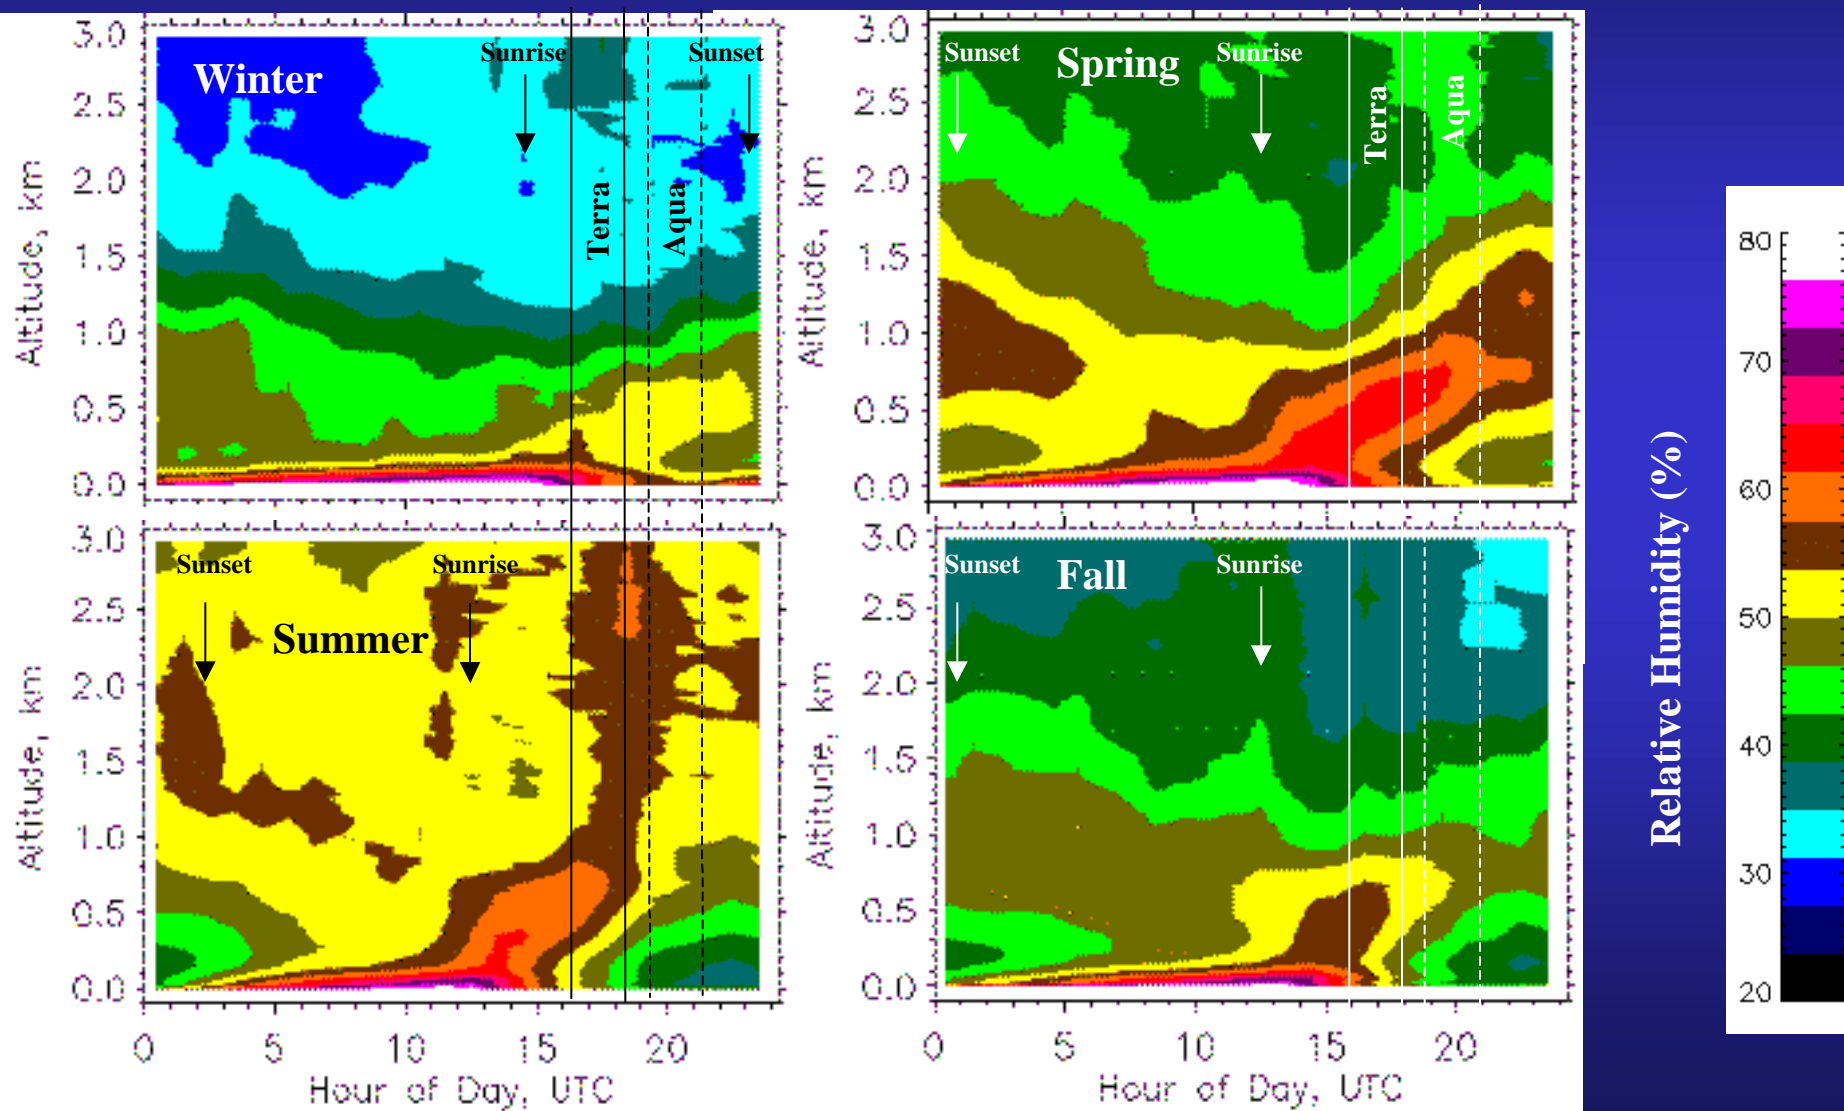 Winter
Sunrise
Sunset
Terra
Aqua
3.0
2.5
2.0
1.5
1.0
0.5
0.0
Altitude, km
Spring
Sunset
Sunrise
Terra
Aqua
3.0
2.5
2.0
1.5
1.0
0.5
0.0
Altitude, km
Summer
Sunset
Sunrise
3.0
2.5
2.0
1.5
1.0
0.5
0.0
Altitude, km
0 5 10 15 20
Hour of Day, UTC
Fall
Sunset
Sunrise
3.0
2.5
2.0
1.5
1.0
0.5
0.0
Altitude, km
0 5 10 15 20
Hour of Day, UTC
Relative Humidity (%)
80
70
60
50
40
30
20